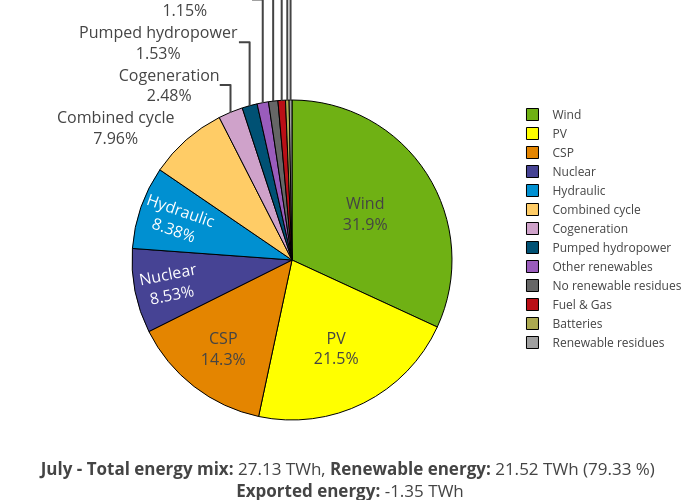 1.15%
Pumped hydropower
1.53%
Cogeneration
2.48%
Combined cycle
7.96%
Hydraulic
8.38%
Nuclear
8.53%
CSP
14.3%
PV
21.5%
Wind
31.9%
Wind
PV
CSP
Nuclear
Hydraulic
Combined cycle
Cogeneration
Pumped hydropower
Other renewables
No renewable residues
Fuel & Gas
Batteries
Renewable residues
July - Total energy mix: 27.13 TWh, Renewable energy: 21.52 TWh (79.33 %)
Exported energy: -1.35 TWh